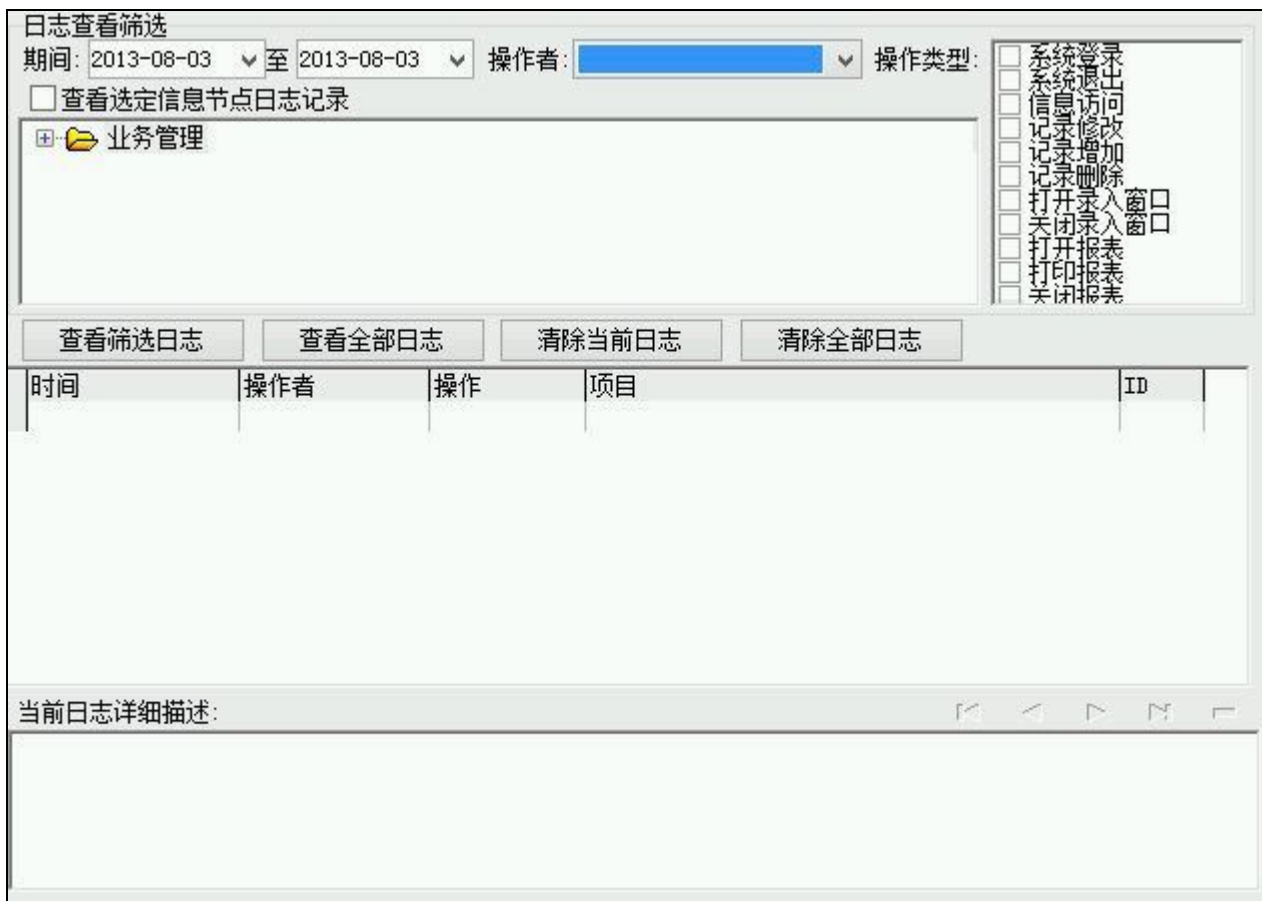 日志查看筛选
期间: 2013-08-03 至 2013-08-03 操作者: 操作类型:
系统登录
系统退出
信息访问
记录修改
记录增加
记录删除
打开录入窗口
关闭录入窗口
打开报表
打印报表
关闭报表
查看选定信息节点日志记录
业务管理
查看筛选日志 查看全部日志 清除当前日志 清除全部日志
时间 操作者 操作 项目 ID
当前日志详细描述: